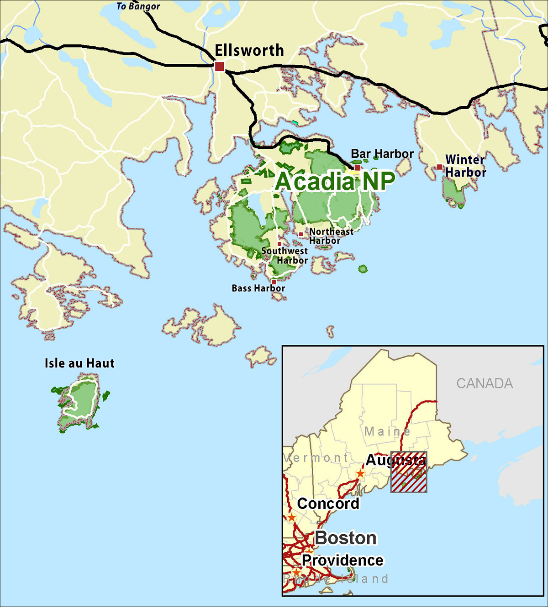 To Bangor
Ellsworth
Bar Harbor
Winter
Harbor
Acadia NP
Northeast
Harbor
Southwest
Harbor
Bass Harbor
Isle au Haut
CANADA
Maine
Vermont
Augusta
Concord
Boston
Providence
Rhode Island